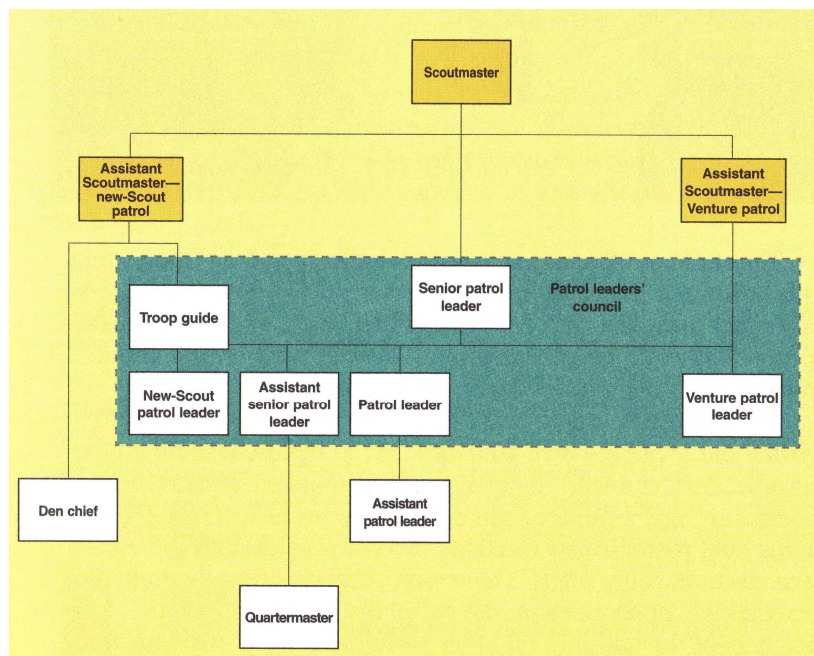 Scoutmaster
Assistant
Scoutmaster—
new-Scout
patrol
Assistant
Scoutmaster—
Venture patrol
Senior patrol
leader
Patrol leaders'
council
Troop guide
New-Scout
patrol leader
Assistant
senior patrol
leader
Patrol leader
Venture patrol
leader
Den chief
Assistant
patrol leader
Quartermaster